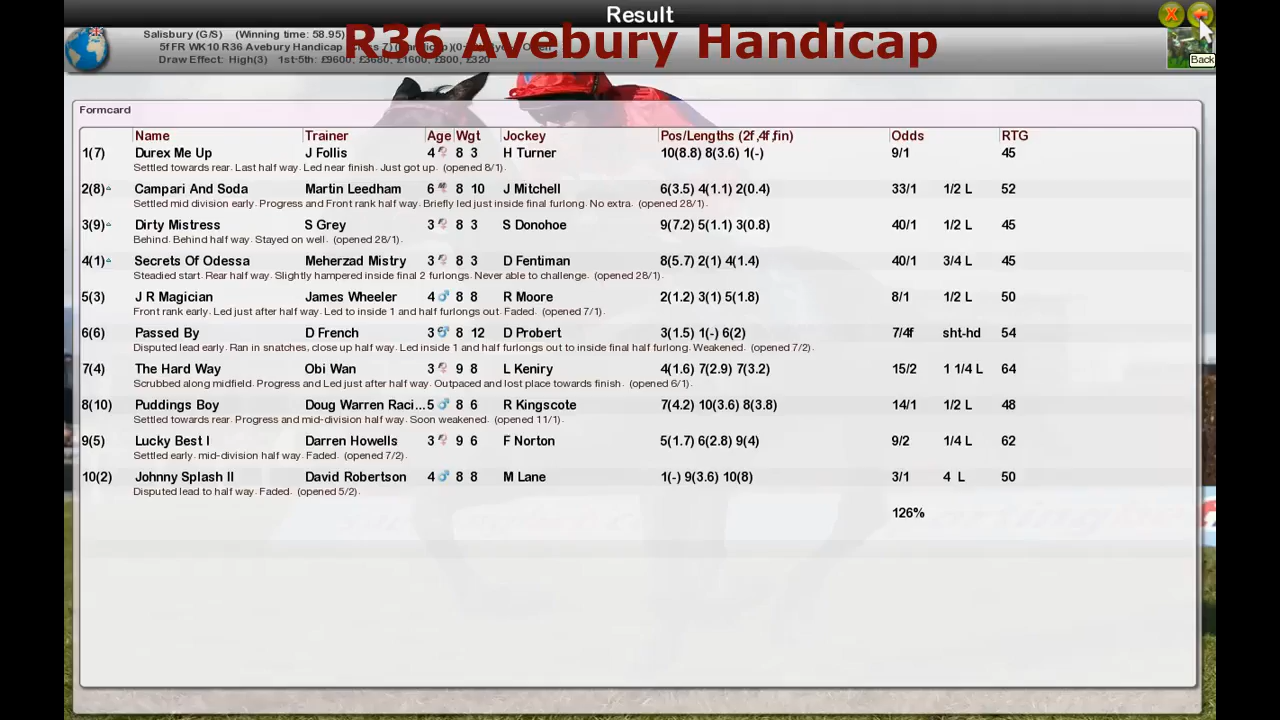 Result
Salisbury (G/S) (Winning time: 58.95)
R36 Avebury Handicap
5fFR WK10 R36 Avebury Handicap
Draw Effect: High(3) 1st-5th: £9600, £3680, £1600, £800, £320
Back
Formcard
Name Trainer Age Wgt Jockey Pos/Lengths (2f,4f,fin) Odds RTG
1(7) Durex Me Up J Follis 4 8 3 H Turner 10(8.8) 8(3.6) 1(-) 9/1 45
Settled towards rear. Last half way. Led near finish. Just got up. (opened 8/1).
2(8) Campari And Soda Martin Leedham 6 8 10 J Mitchell 6(3.5) 4(1.1) 2(0.4) 33/1 1/2 L 52
Settled mid division early. Progress and Front rank half way. Briefly led just inside final furlong. No extra. (opened 28/1).
3(9) Dirty Mistress S Grey 3 8 3 S Donohoe 9(7.2) 5(1.1) 3(0.8) 40/1 1/2 L 45
Behind. Behind half way. Stayed on well. (opened 28/1).
4(1) Secrets Of Odessa Meherzad Mistry 3 8 3 D Fentiman 8(5.7) 2(1) 4(1.4) 40/1 3/4 L 45
Steadied start. Rear half way. Slightly hampered inside final 2 furlongs. Never able to challenge. (opened 28/1).
5(3) J R Magician James Wheeler 4 ♂ 8 8 R Moore 2(1.2) 3(1) 5(1.8) 8/1 1/2 L 50
Front rank early. Led just after half way. Led to inside 1 and half furlongs out. Faded. (opened 7/1).
6(6) Passed By D French 3 8 12 D Probert 3(1.5) 1(-) 6(2) 7/4f sht-hd 54
Disputed lead early. Ran in snatches, close up half way. Led inside 1 and half furlongs out to inside final half furlong. Weakened. (opened 7/2).
7(4) The Hard Way Obi Wan 3 9 8 L Keniry 4(1.6) 7(2.9) 7(3.2) 15/2 1 1/4 L 64
Scrubbed along midfield. Progress and Led just after half way. Outpaced and lost place towards finish. (opened 6/1).
8(10) Puddings Boy Doug Warren Raci... 5 ♂ 8 6 R Kingscote 7(4.2) 10(3.6) 8(3.8) 14/1 1/2 L 48
Settled towards rear. Progress and mid-division half way. Soon weakened. (opened 11/1).
9(5) Lucky Best I Darren Howells 3 9 6 F Norton 5(1.7) 6(2.8) 9(4) 9/2 1/4 L 62
Settled early. mid-division half way. Faded. (opened 7/2).
10(2) Johnny Splash II David Robertson 4 ♂ 8 8 M Lane 1(-) 9(3.6) 10(8) 3/1 4 L 50
Disputed lead to half way. Faded. (opened 5/2).
126%